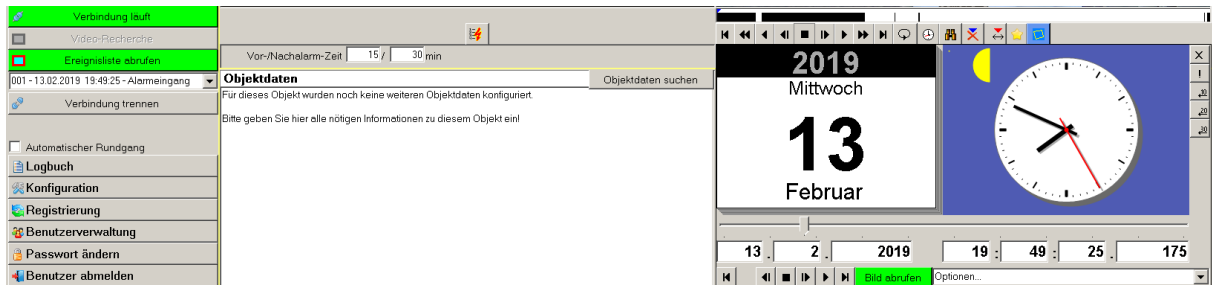 Verbindung läuft
Video-Recherche
Ereignisliste abrufen
001 - 13.02.2019 19:49:25 - Alarmeingang
Verbindung trennen
Automatischer Rundgang
Logbuch
Konfiguration
Registrierung
Benutzerverwaltung
Passwort ändern
Benutzer abmelden
Vor-/Nachalarm-Zeit 15 / 30 min
Objektdaten
Objektdaten suchen
Für dieses Objekt wurden noch keine weiteren Objektdaten konfiguriert.
Bitte geben Sie hier alle nötigen Informationen zu diesem Objekt ein!
2019
Mittwoch
13
Februar
X
!
10
20
30
13 . 2 . 2019 19 : 49 : 25 . 175
Bild abrufen
Optionen...